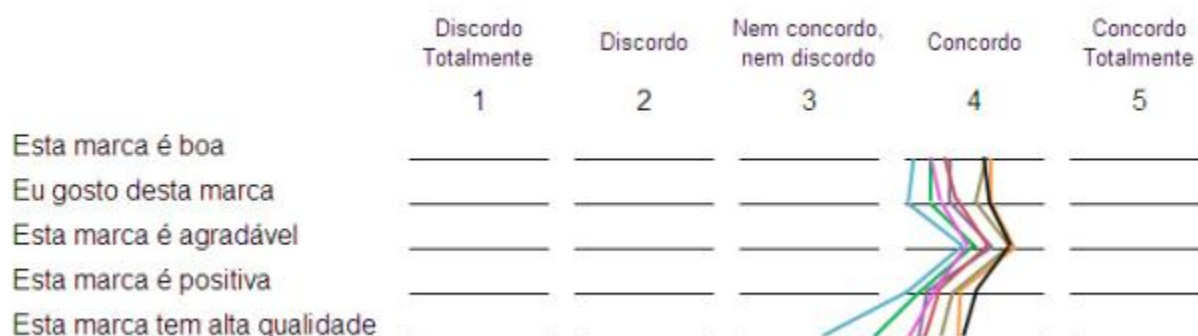 Discordo Totalmente
Discordo
Nem concordo, nem discordo
Concordo
Concordo Totalmente
1 2 3 4 5
Esta marca é boa
Eu gosto desta marca
Esta marca é agradável
Esta marca é positiva
Esta marca tem alta qualidade